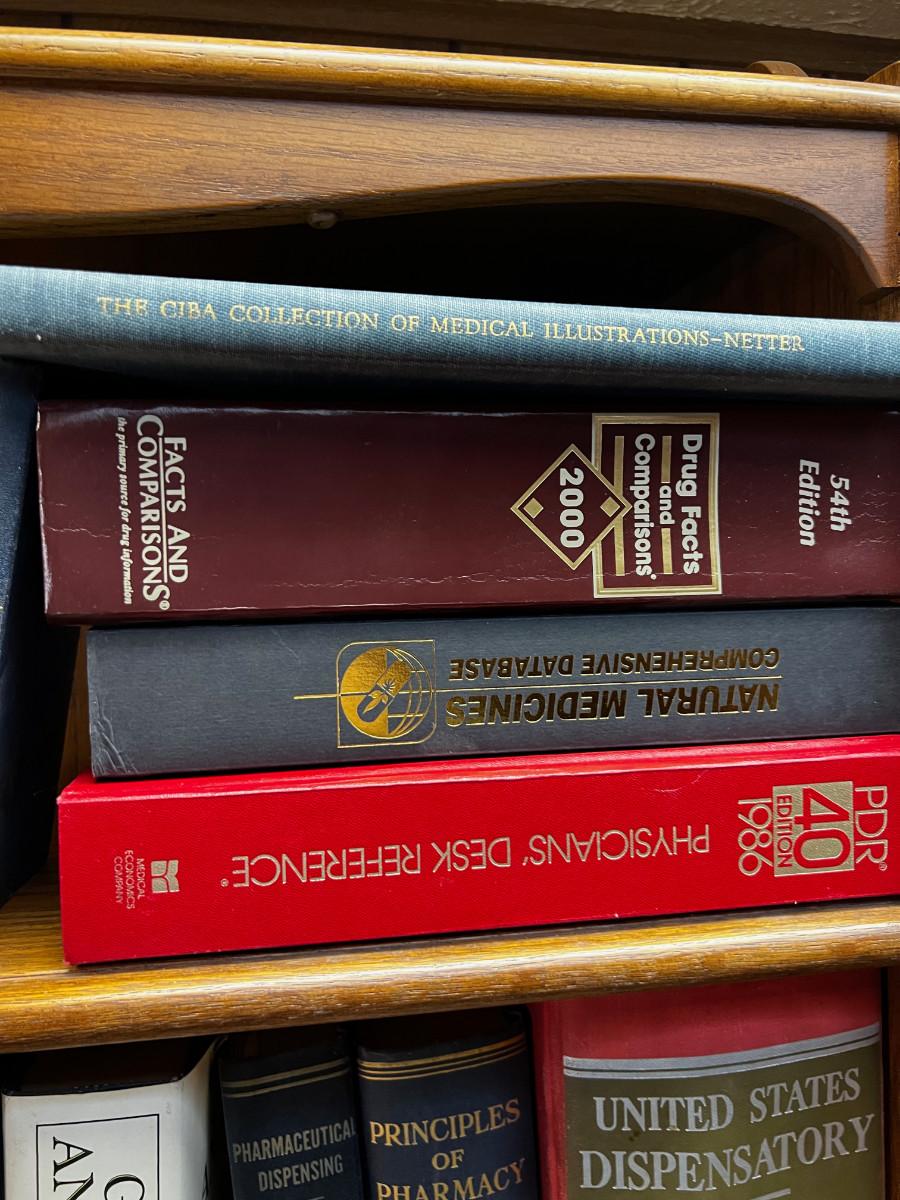 THE CIBA COLLECTION OF MEDICAL ILLUSTRATIONS-NETTER
54th
Edition
Drug Facts
and
Comparisons®
2000
FACTS AND
COMPARISONS®
the primary source for drug information
NATURAL MEDICINES
COMPREHENSIVE DATABASE
PDR®
40
EDITION
1986
PHYSICIANS' DESK REFERENCE®
MEDICAL
ECONOMICS
COMPANY
PHARMACEUTICAL
DISPENSING
PRINCIPLES
OF
PHARMACY
UNITED STATES
DISPENSATORY